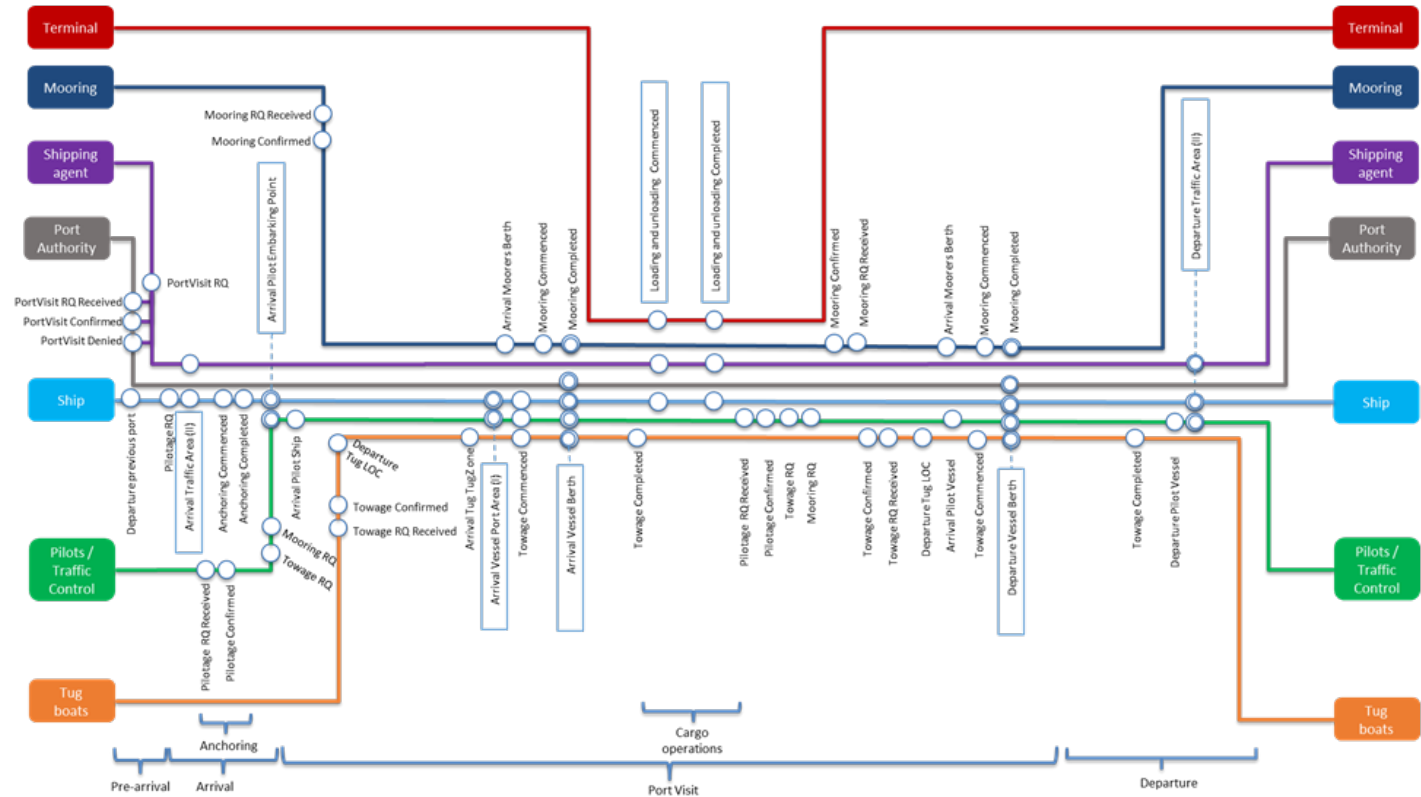 Terminal
Terminal
Mooring
Mooring
Mooring RQ Received
Mooring Confirmed
Shipping
agent
Shipping
agent
Port
Authority
Port
Authority
PortVisit RQ
PortVisit RQ Received
PortVisit Confirmed
PortVisit Denied
Arrival Pilot Embarking Point
Arrival Moorers Berth
Mooring Commenced
Mooring Completed
Loading and unloading Commenced
Loading and unloading Completed
Mooring Confirmed
Mooring RQ Received
Arrival Moorers Berth
Mooring Commenced
Mooring Completed
Departure Traffic Area (II)
Ship
Ship
Departure previous port
Pilotage RQ
Arrival Traffic Area (II)
Anchoring Commenced
Anchoring Completed
Arrival Pilot Ship
Departure
Tug LOC
Towage Confirmed
Towage RQ Received
Mooring RQ
Towage RQ
Arrival Tug TugZone
Arrival Vessel Port Area (I)
Towage Commenced
Arrival Vessel Berth
Towage Completed
Pilotage RQ Received
Pilotage Confirmed
Towage RQ
Mooring RQ
Towage Confirmed
Towage RQ Received
Departure Tug LOC
Arrival Pilot Vessel
Towage Commenced
Departure Vessel Berth
Towage Completed
Departure Pilot Vessel
Pilots /
Traffic
Control
Pilots /
Traffic
Control
Pilotage RQ Received
Pilotage Confirmed
Tug
boats
Tug
boats
Anchoring
Cargo
operations
Pre-arrival
Arrival
Port Visit
Departure